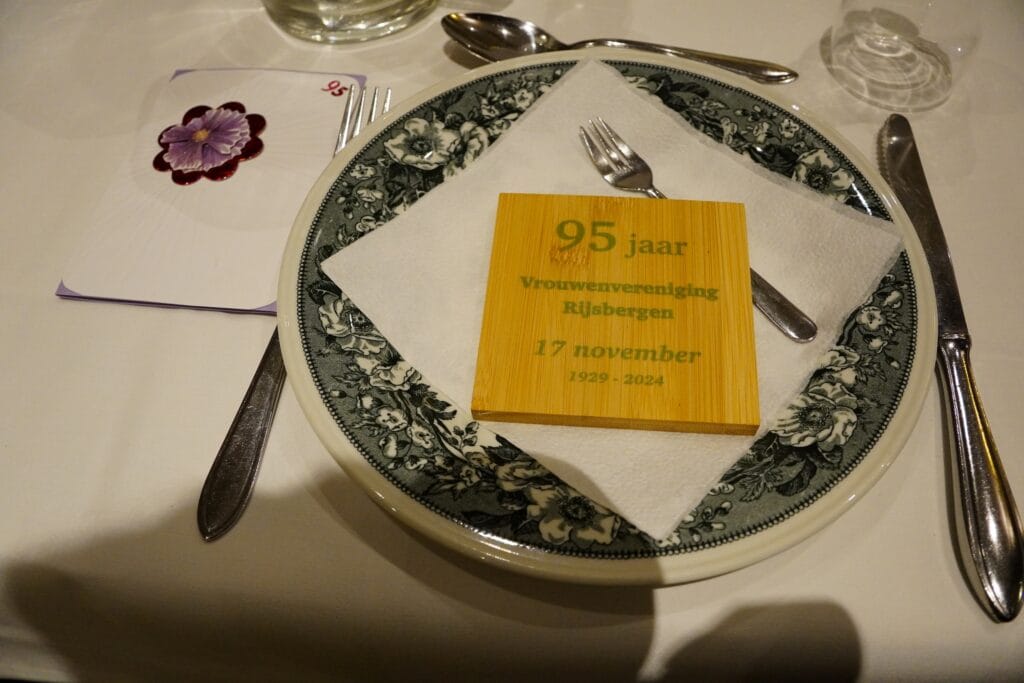 95
95 jaar
Vrouwenvereniging
Rijsbergen
17 november
1929 - 2024